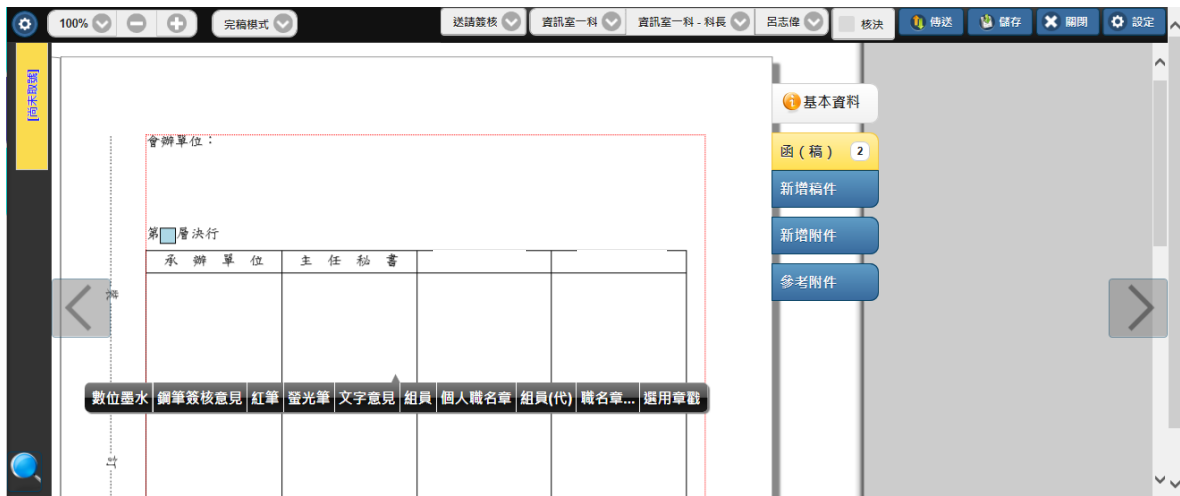 100% 完稿模式 送請簽核 資訊室一科 資訊室一科 - 科長 呂志偉 核決 傳送 儲存 關閉 設定
[尚未取號]
基本資料
會辦單位：
函（稿） 2
新增稿件
第 層決行
新增附件
承辦單位 主任秘書
參考附件
裝
數位墨水 鋼筆簽核意見 紅筆 螢光筆 文字意見 組員 個人職名章 組員(代) 職名章... 選用章戳
訂